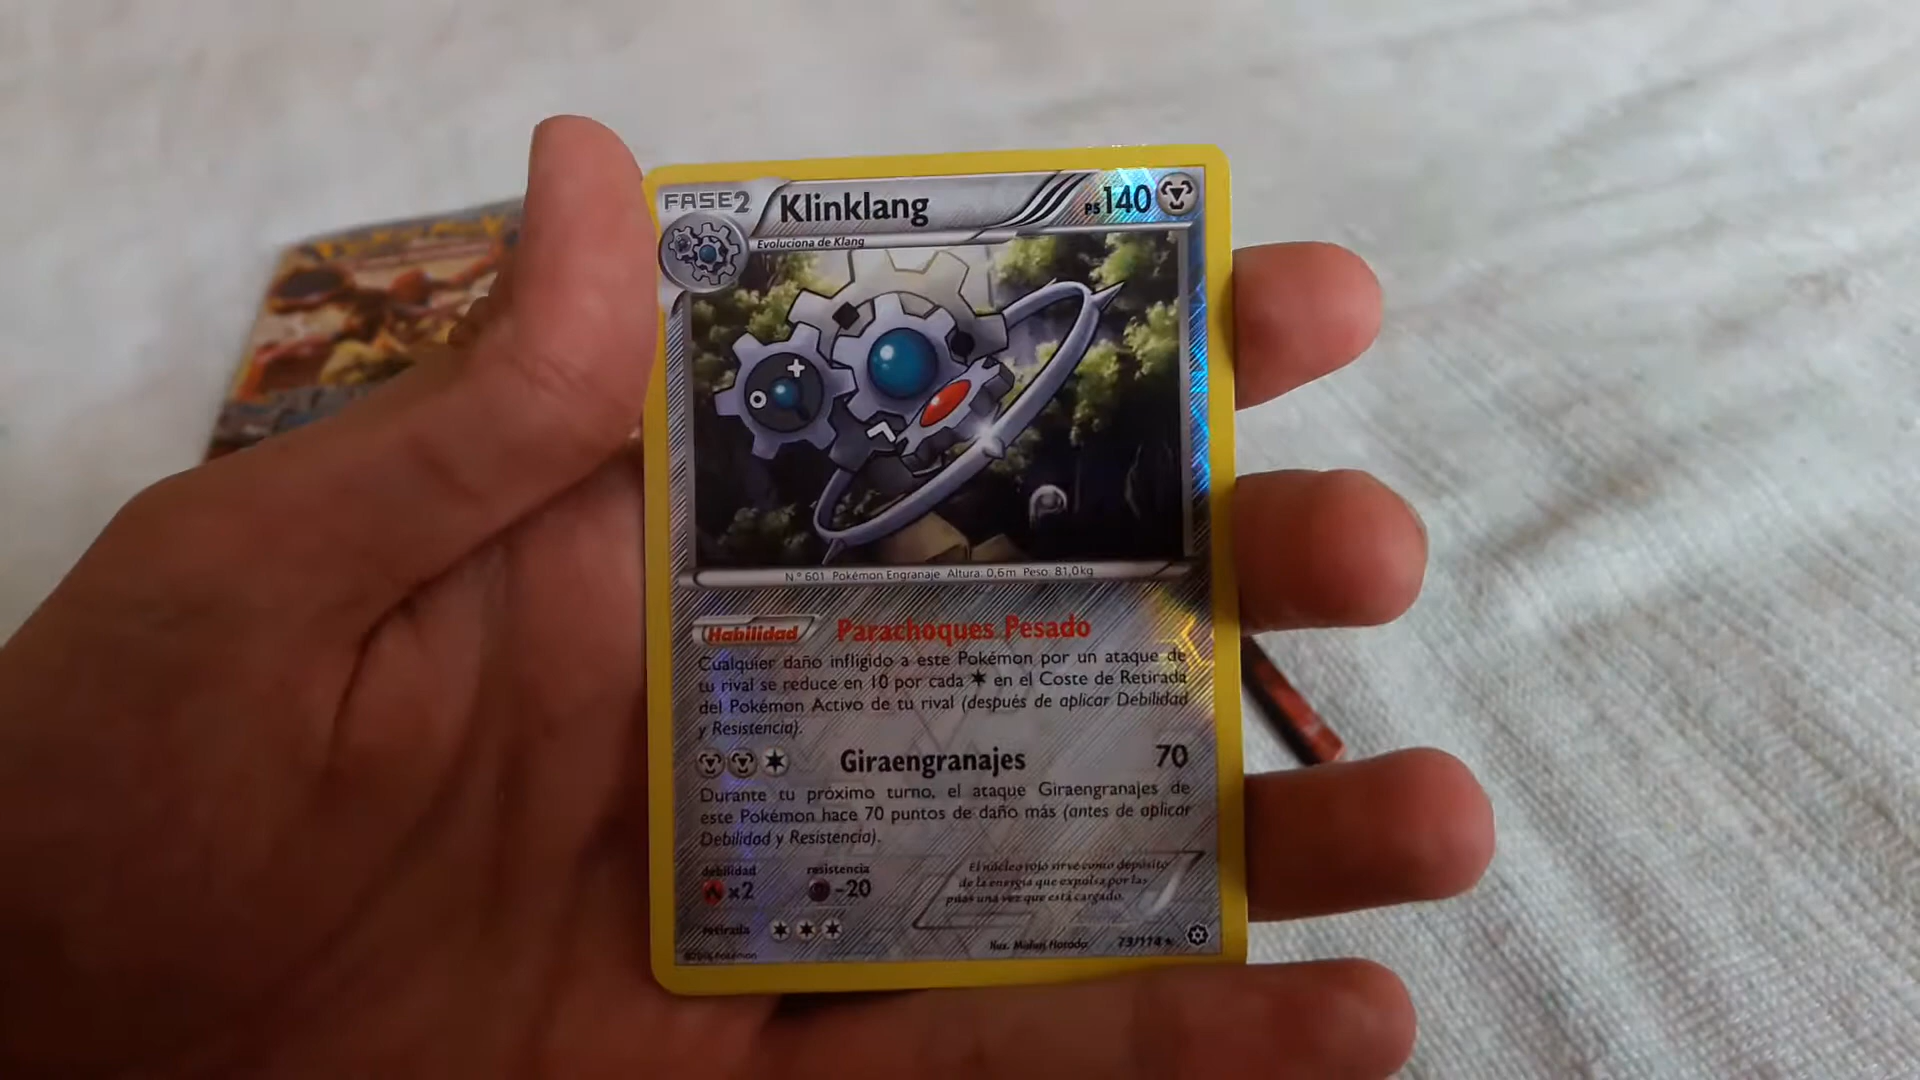 FASE2 Klinklang PS140
Evoluciona de Klang
N.º 601 Pokémon Engranaje Altura: 0,6m Peso: 81,0kg
Habilidad Parachoques Pesado
Cualquier daño infligido a este Pokémon por un ataque de
tu rival se reduce en 10 por cada en el Coste de Retirada
del Pokémon Activo de tu rival (después de aplicar Debilidad
y Resistencia).
Giraengranajes 70
Durante tu próximo turno, el ataque Giraengranajes de
este Pokémon hace 70 puntos de daño más (antes de aplicar
Debilidad y Resistencia).
debilidad resistencia
×2 -20
El núcleo rojo sirve como depósito
de la energía que expulsa por las
púas una vez que está cargado.
retirada
Ilus. Midori Harada 73/114
Pokémon